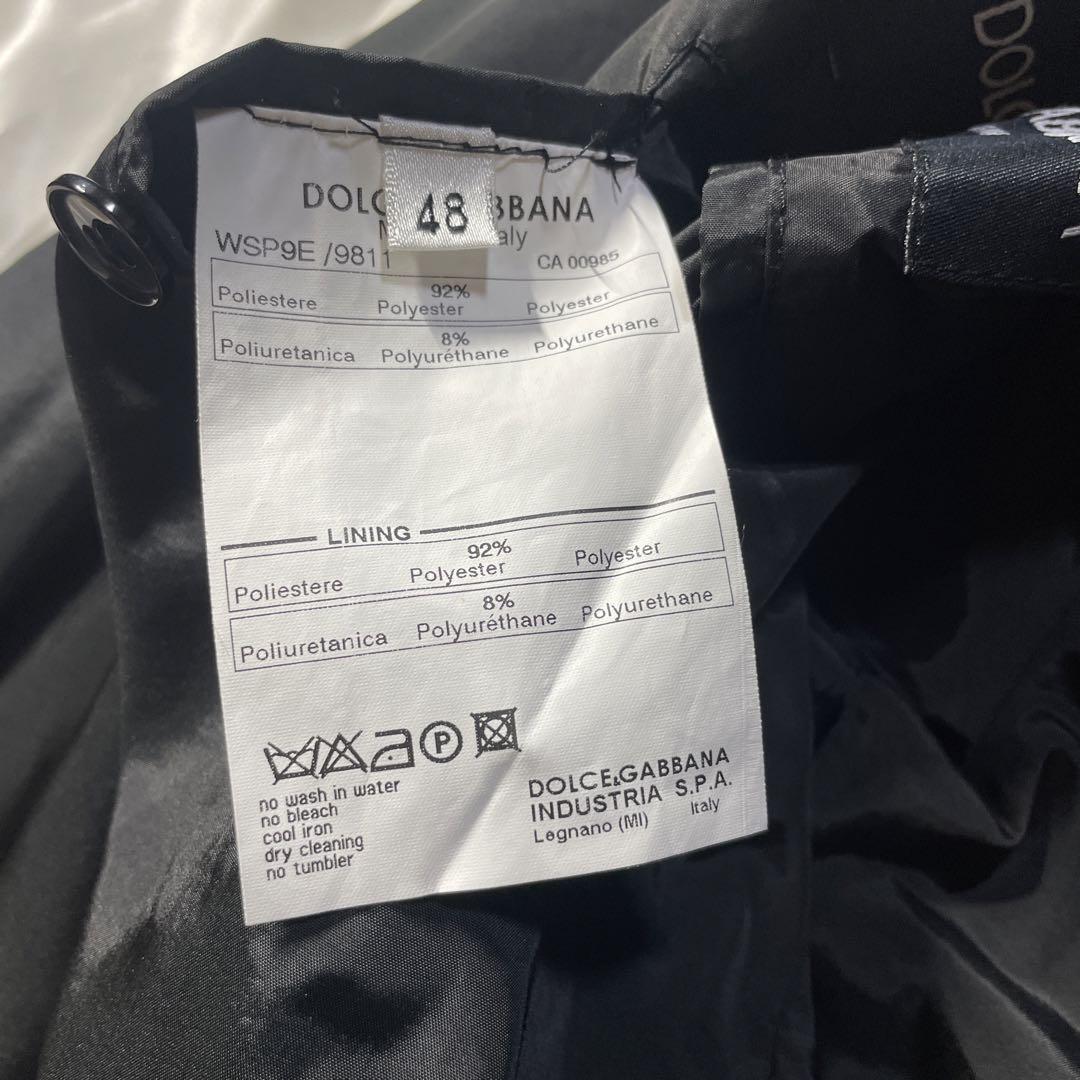 DOLC
48
BBANA
aly
WSP9E /9811
CA 00985
92%
Poliestere Polyester Polyester
8%
Poliuretanica Polyuréthane Polyurethane
LINING
92%
Poliestere Polyester Polyester
8%
Poliuretanica Polyuréthane Polyurethane
P
no wash in water
no bleach
cool iron
dry cleaning
no tumbler
DOLCE&GABBANA
INDUSTRIA S.P.A.
Legnano (MI) Italy
DOLC